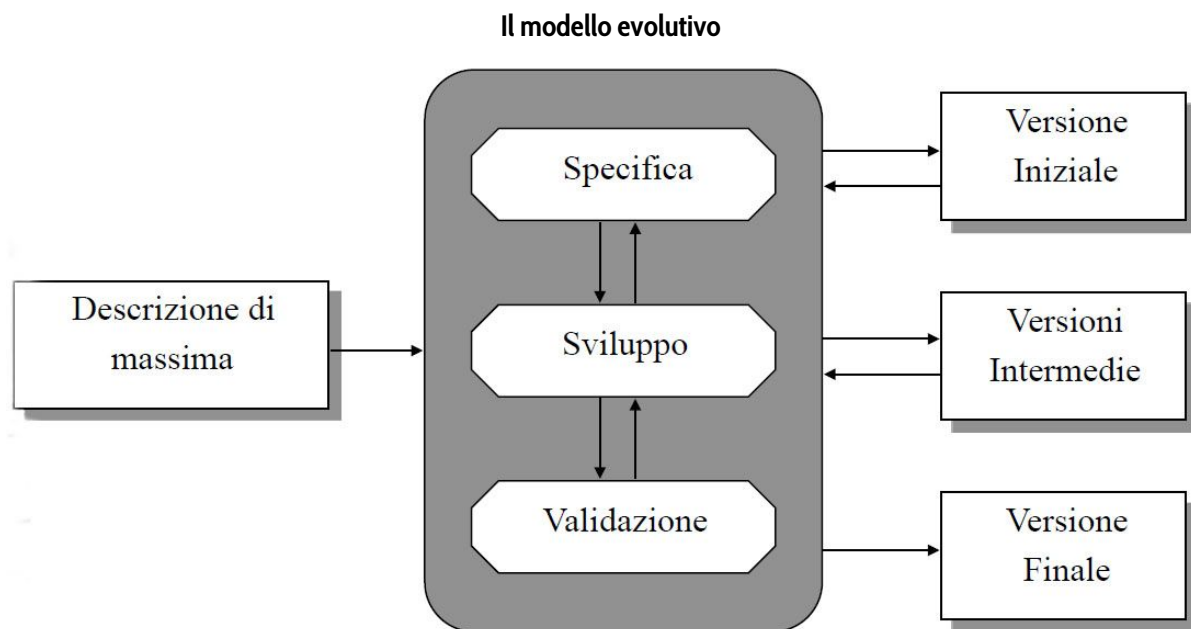 Il modello evolutivo
Descrizione di
massima
Specifica
Sviluppo
Validazione
Versione
Iniziale
Versioni
Intermedie
Versione
Finale